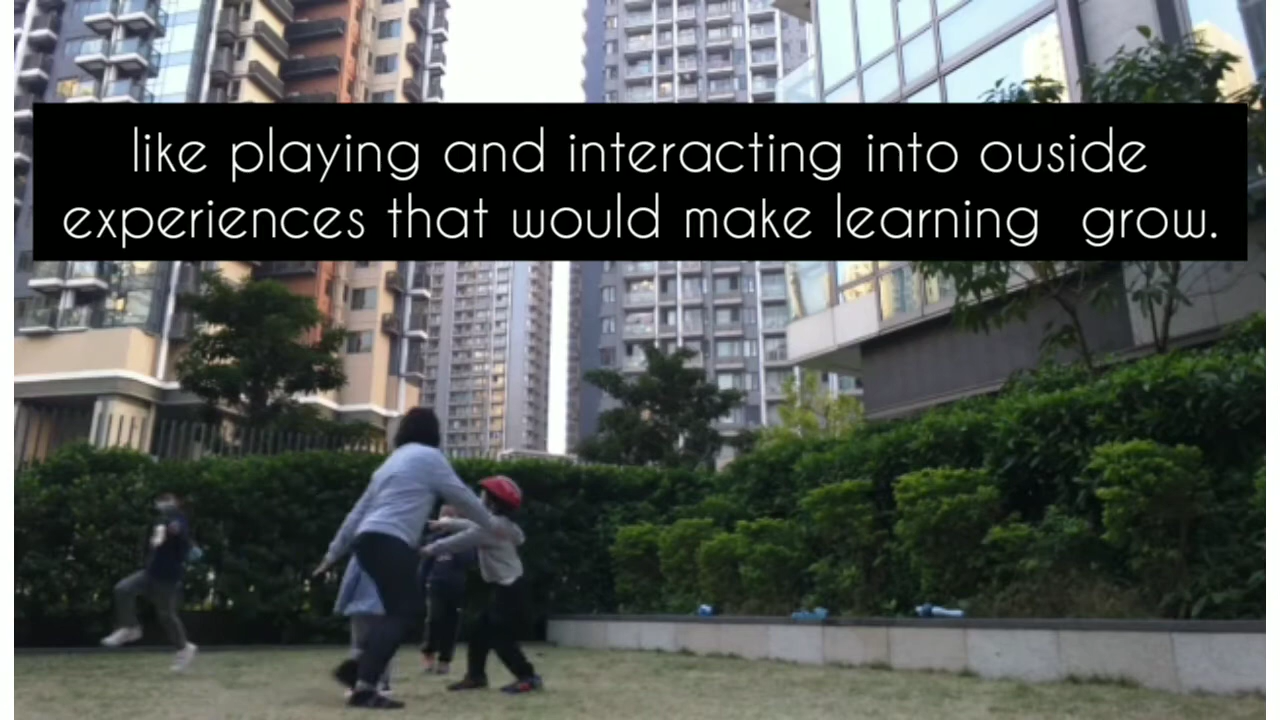 like playing and interacting into ouside
experiences that would make learning  grow.